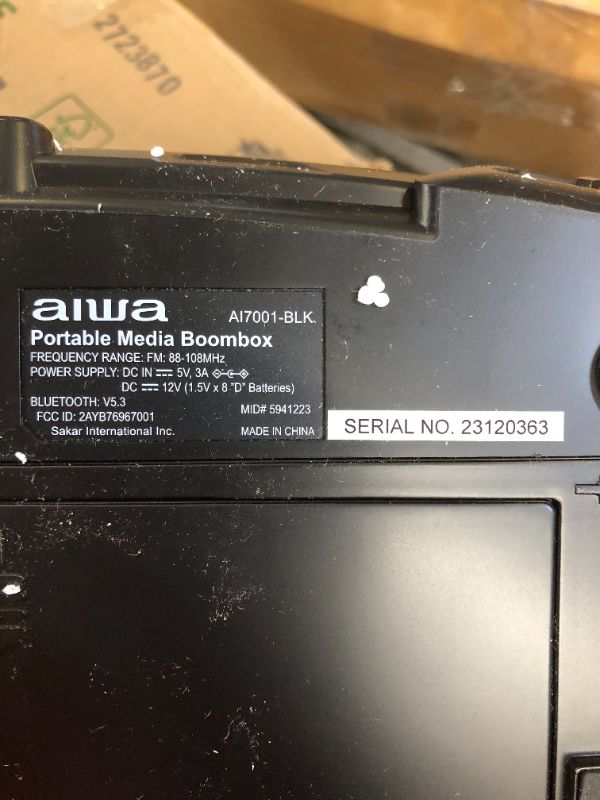 2723870
aiwa AI7001-BLK
Portable Media Boombox
FREQUENCY RANGE: FM: 88-108MHz
POWER SUPPLY: DC IN ⎓ 5V, 3A
DC ⎓ 12V (1.5V x 8 "D" Batteries)
BLUETOOTH: V5.3
MID# 5941223
FCC ID: 2AYB76967001
Sakar International Inc. MADE IN CHINA
SERIAL NO. 23120363